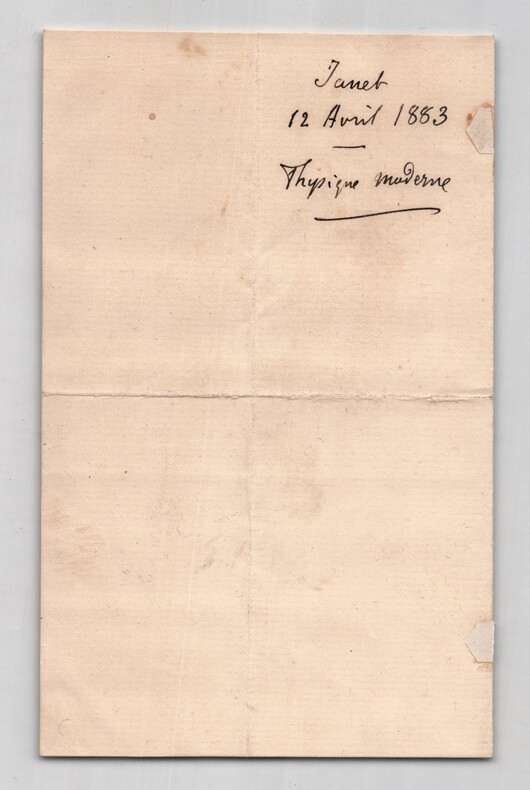 Janet
12 Avril 1883
Physique moderne